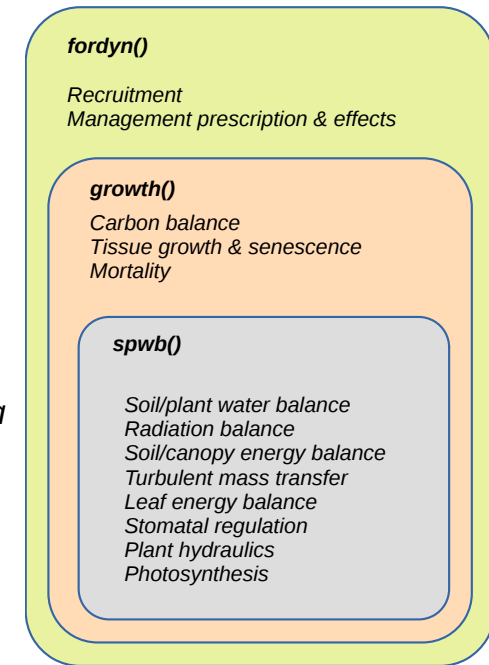 fordyn()
Recruitment
Management prescription & effects
growth()
Carbon balance
Tissue growth & senescence
Mortality
spwb()
Soil/plant water balance
Radiation balance
Soil/canopy energy balance
Turbulent mass transfer
Leaf energy balance
Stomatal regulation
Plant hydraulics
Photosynthesis